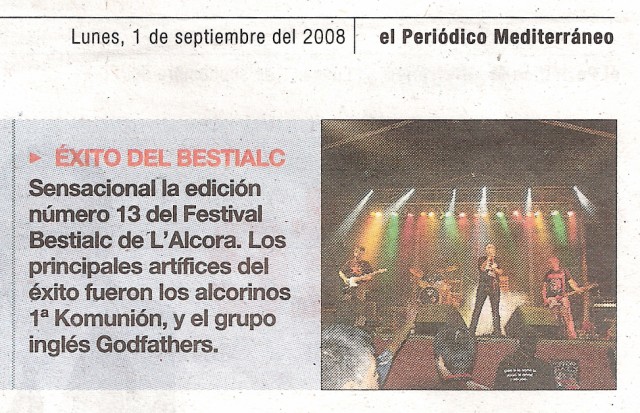 Lunes, 1 de septiembre del 2008 el Periódico Mediterráneo
ÉXITO DEL BESTIALC
Sensacional la edición
número 13 del Festival
Bestialc de L'Alcora. Los
principales artífices del
éxito fueron los alcorinos
1ª Komunión, y el grupo
inglés Godfathers.